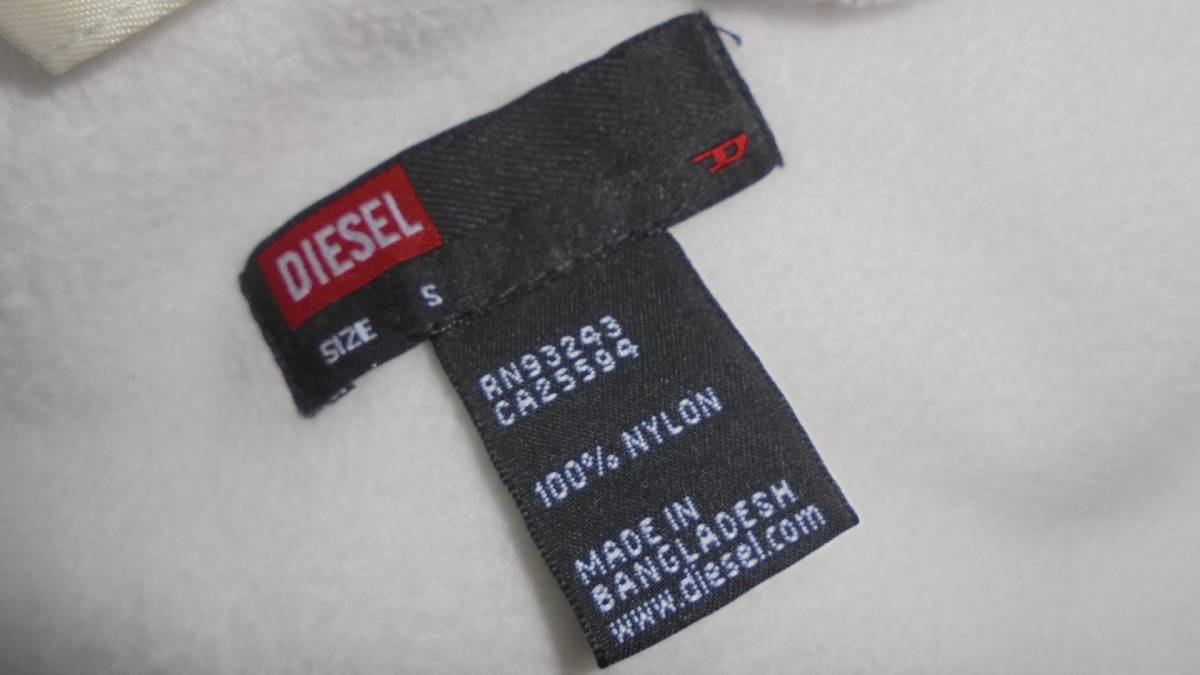 DIESEL
SIZE S
RN93243
CA25594
100% NYLON
MADE IN
BANGLADESH
www.diesel.com